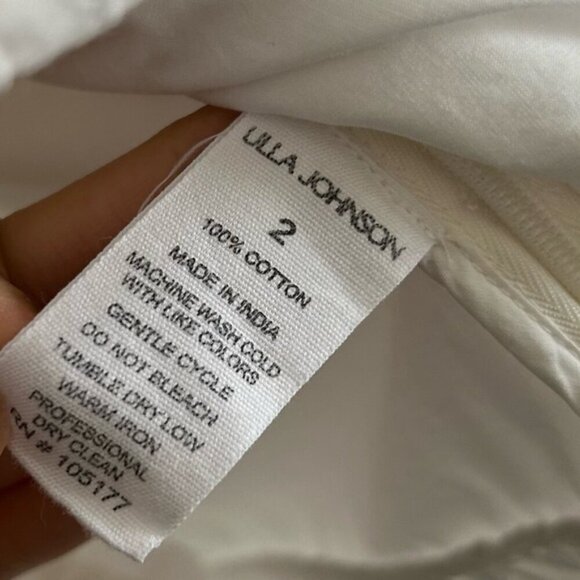 ULLA JOHNSON
2
100% COTTON
MADE IN INDIA
MACHINE WASH COLD
WITH LIKE COLORS
GENTLE CYCLE
DO NOT BLEACH
TUMBLE DRY LOW
WARM IRON
PROFESSIONAL
DRY CLEAN
RN # 105177